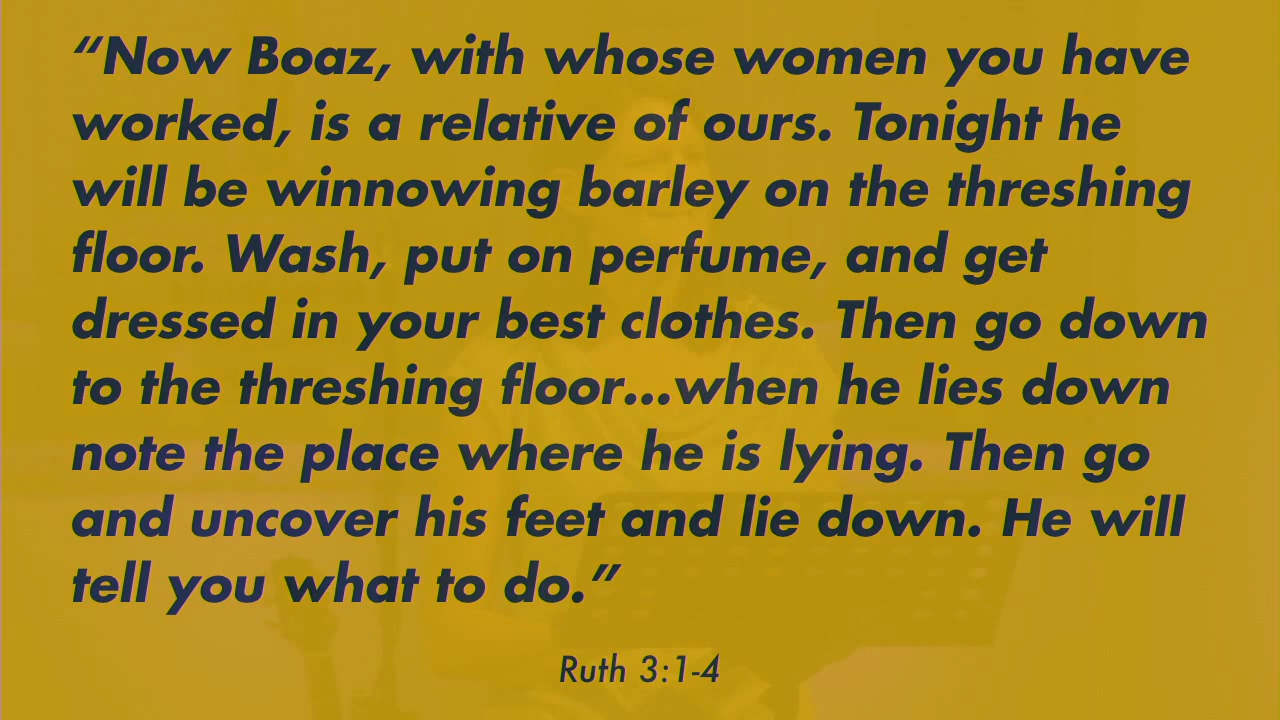 “Now Boaz, with whose women you have
worked, is a relative of ours. Tonight he
will be winnowing barley on the threshing
floor. Wash, put on perfume, and get
dressed in your best clothes. Then go down
to the threshing floor...when he lies down
note the place where he is lying. Then go
and uncover his feet and lie down. He will
tell you what to do.”
Ruth 3:1-4